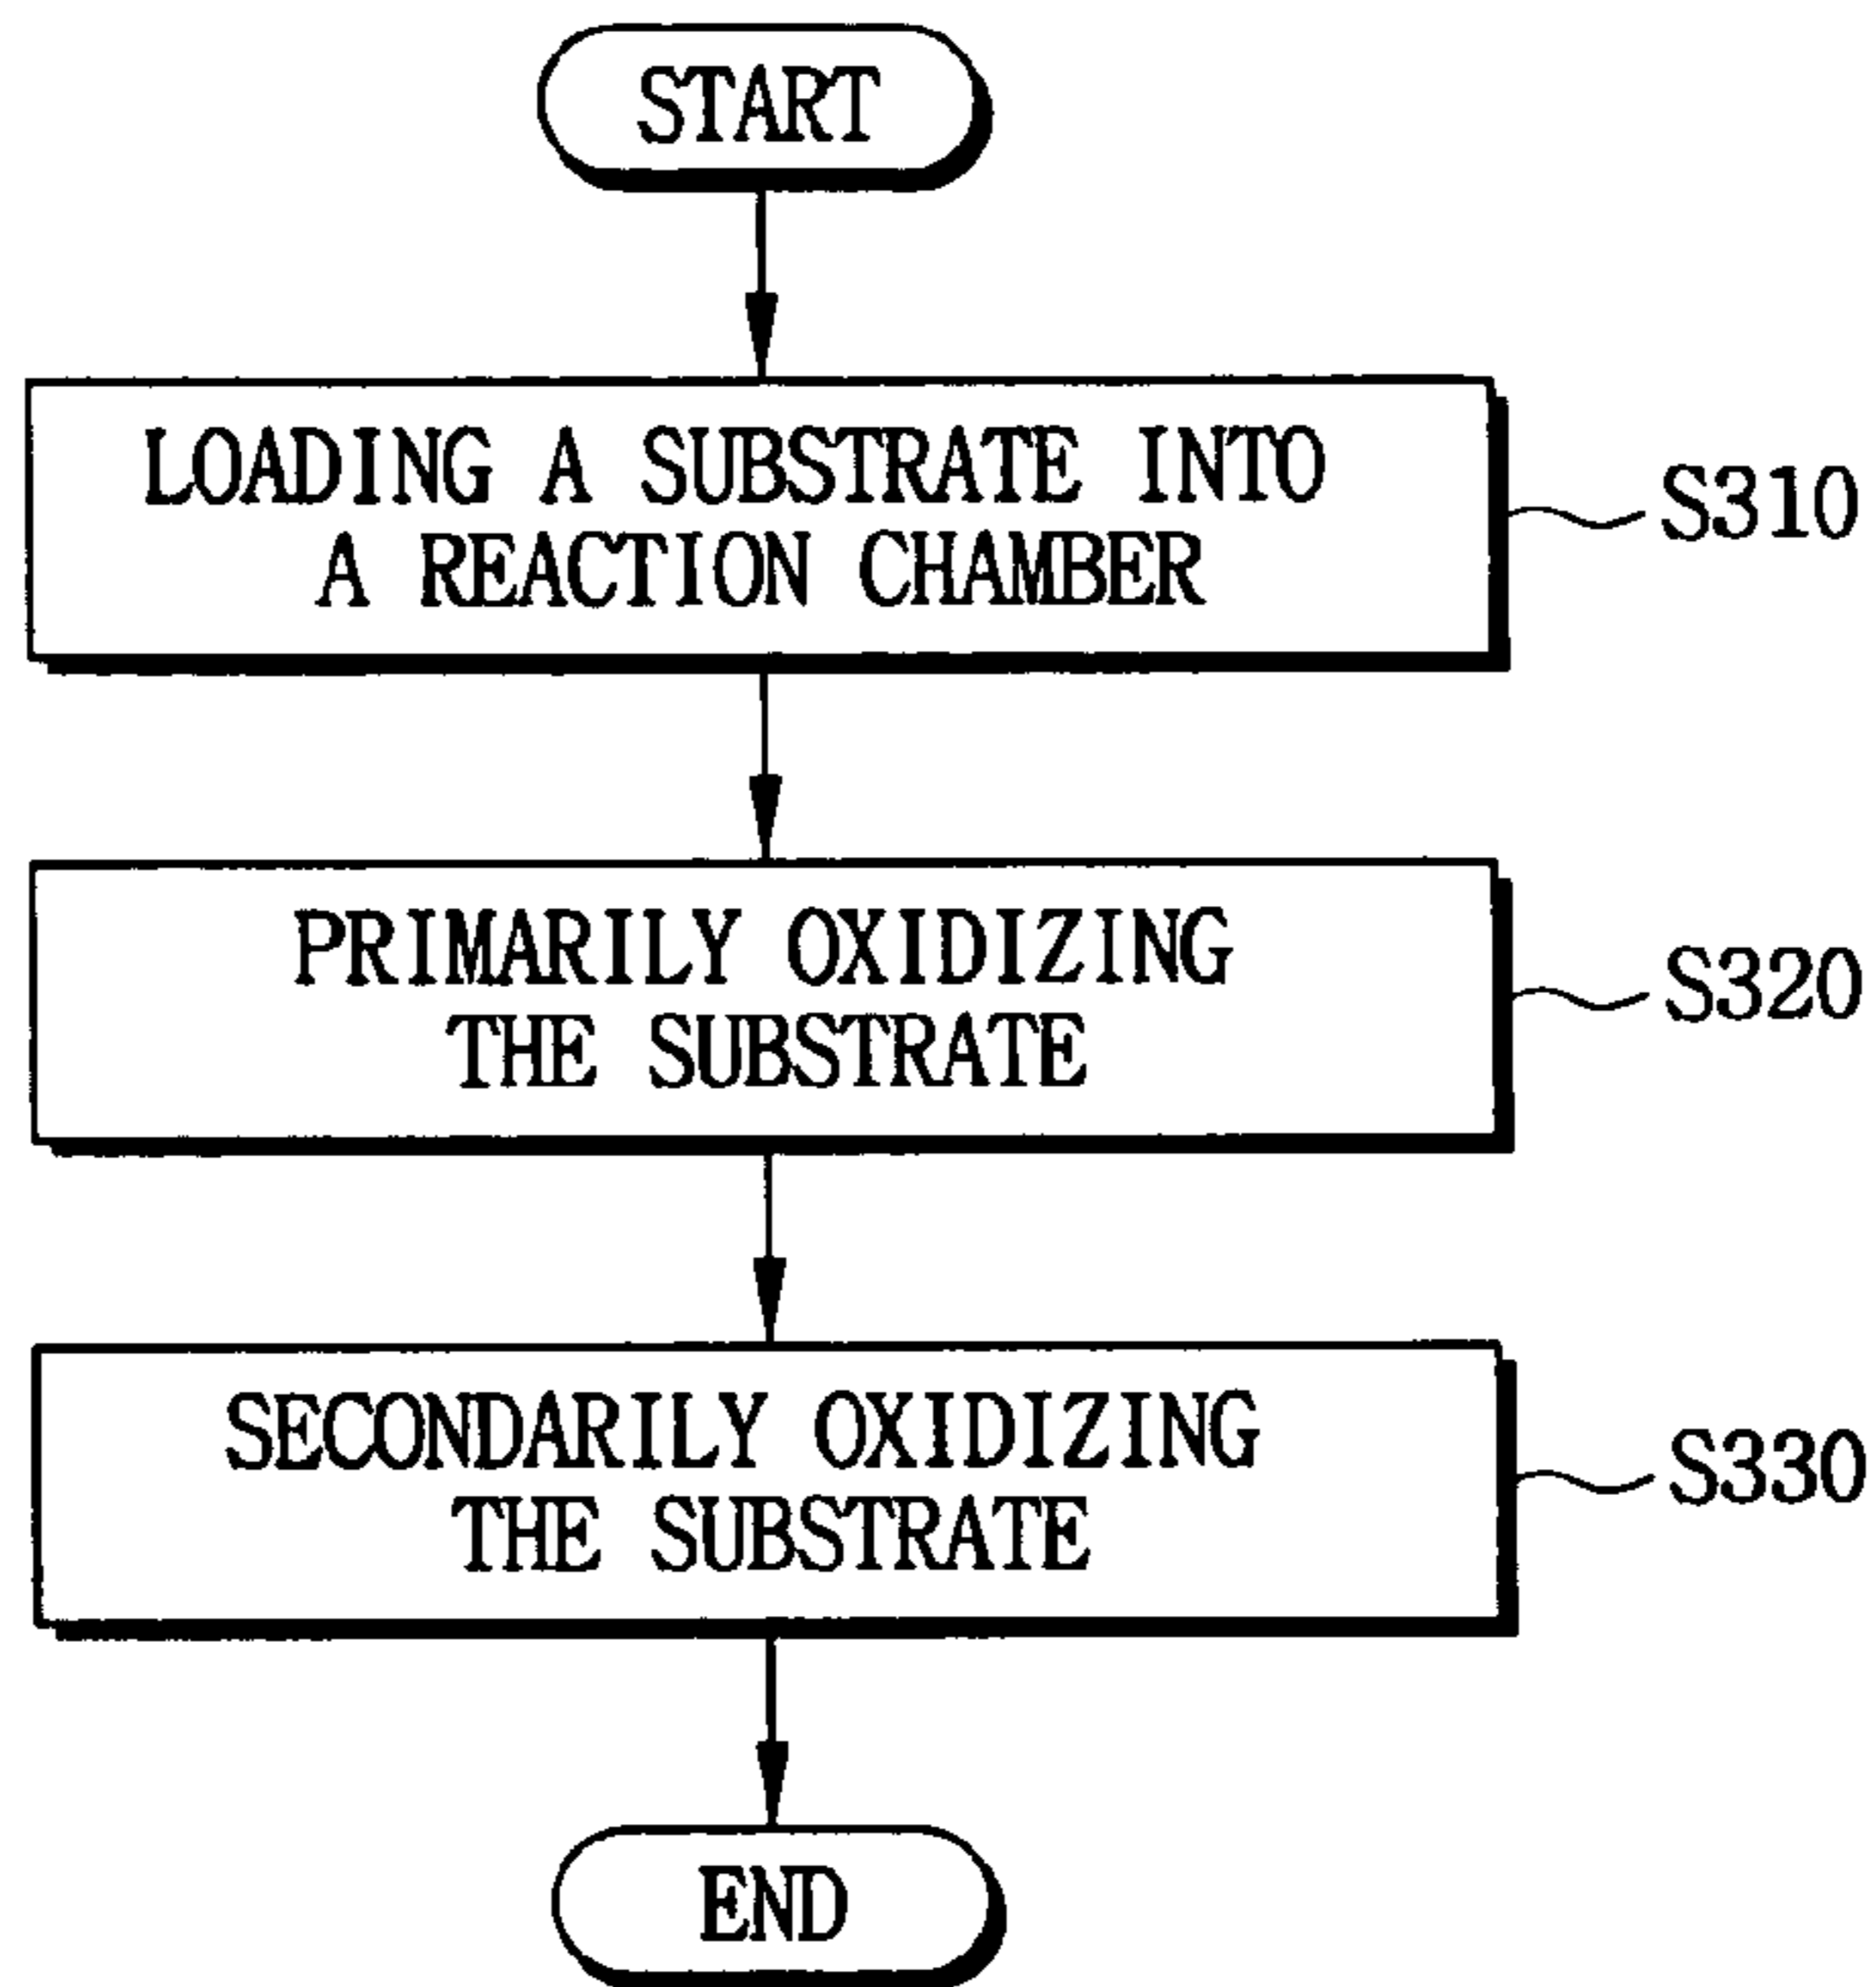 START
LOADING A SUBSTRATE INTO
A REACTION CHAMBER
S310
PRIMARILY OXIDIZING
THE SUBSTRATE
S320
SECONDARILY OXIDIZING
THE SUBSTRATE
S330
END